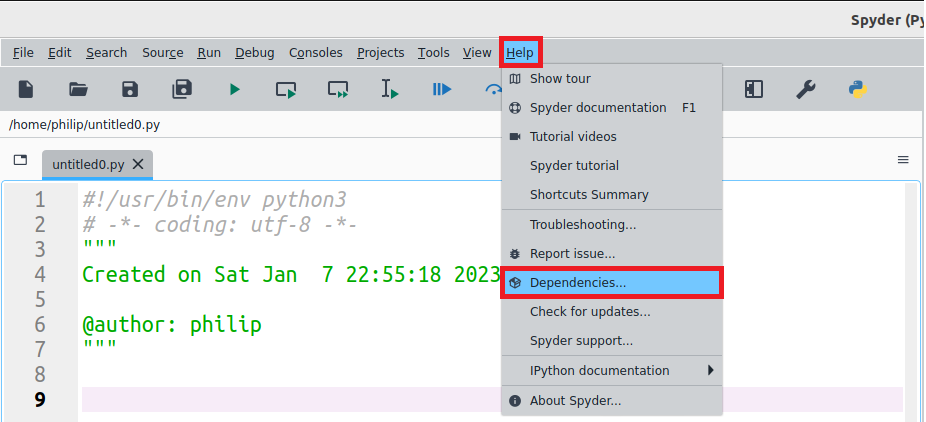 Spyder (Py
File Edit Search Source Run Debug Consoles Projects Tools View Help
/home/philip/untitled0.py
untitled0.py
1 #!/usr/bin/env python3
2 # -*- coding: utf-8 -*-
3 """
4 Created on Sat Jan  7 22:55:18 2023
5
6 @author: philip
7 """
8
9
Show tour
Spyder documentation F1
Tutorial videos
Spyder tutorial
Shortcuts Summary
Troubleshooting...
Report issue...
Dependencies...
Check for updates...
Spyder support...
IPython documentation
About Spyder...